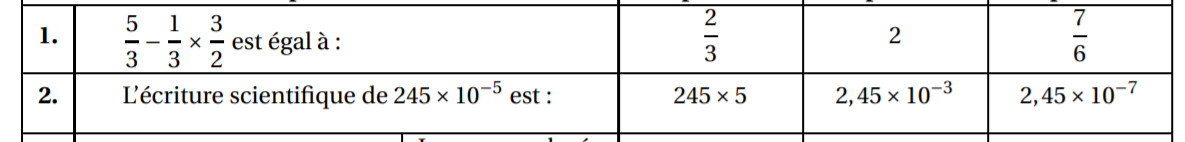 1. 5/3 − 1/3 × 3/2 est égal à : 2/3 2 7/6
2. L'écriture scientifique de 245 × 10⁻⁵ est : 245 × 5 2,45 × 10⁻³ 2,45 × 10⁻⁷